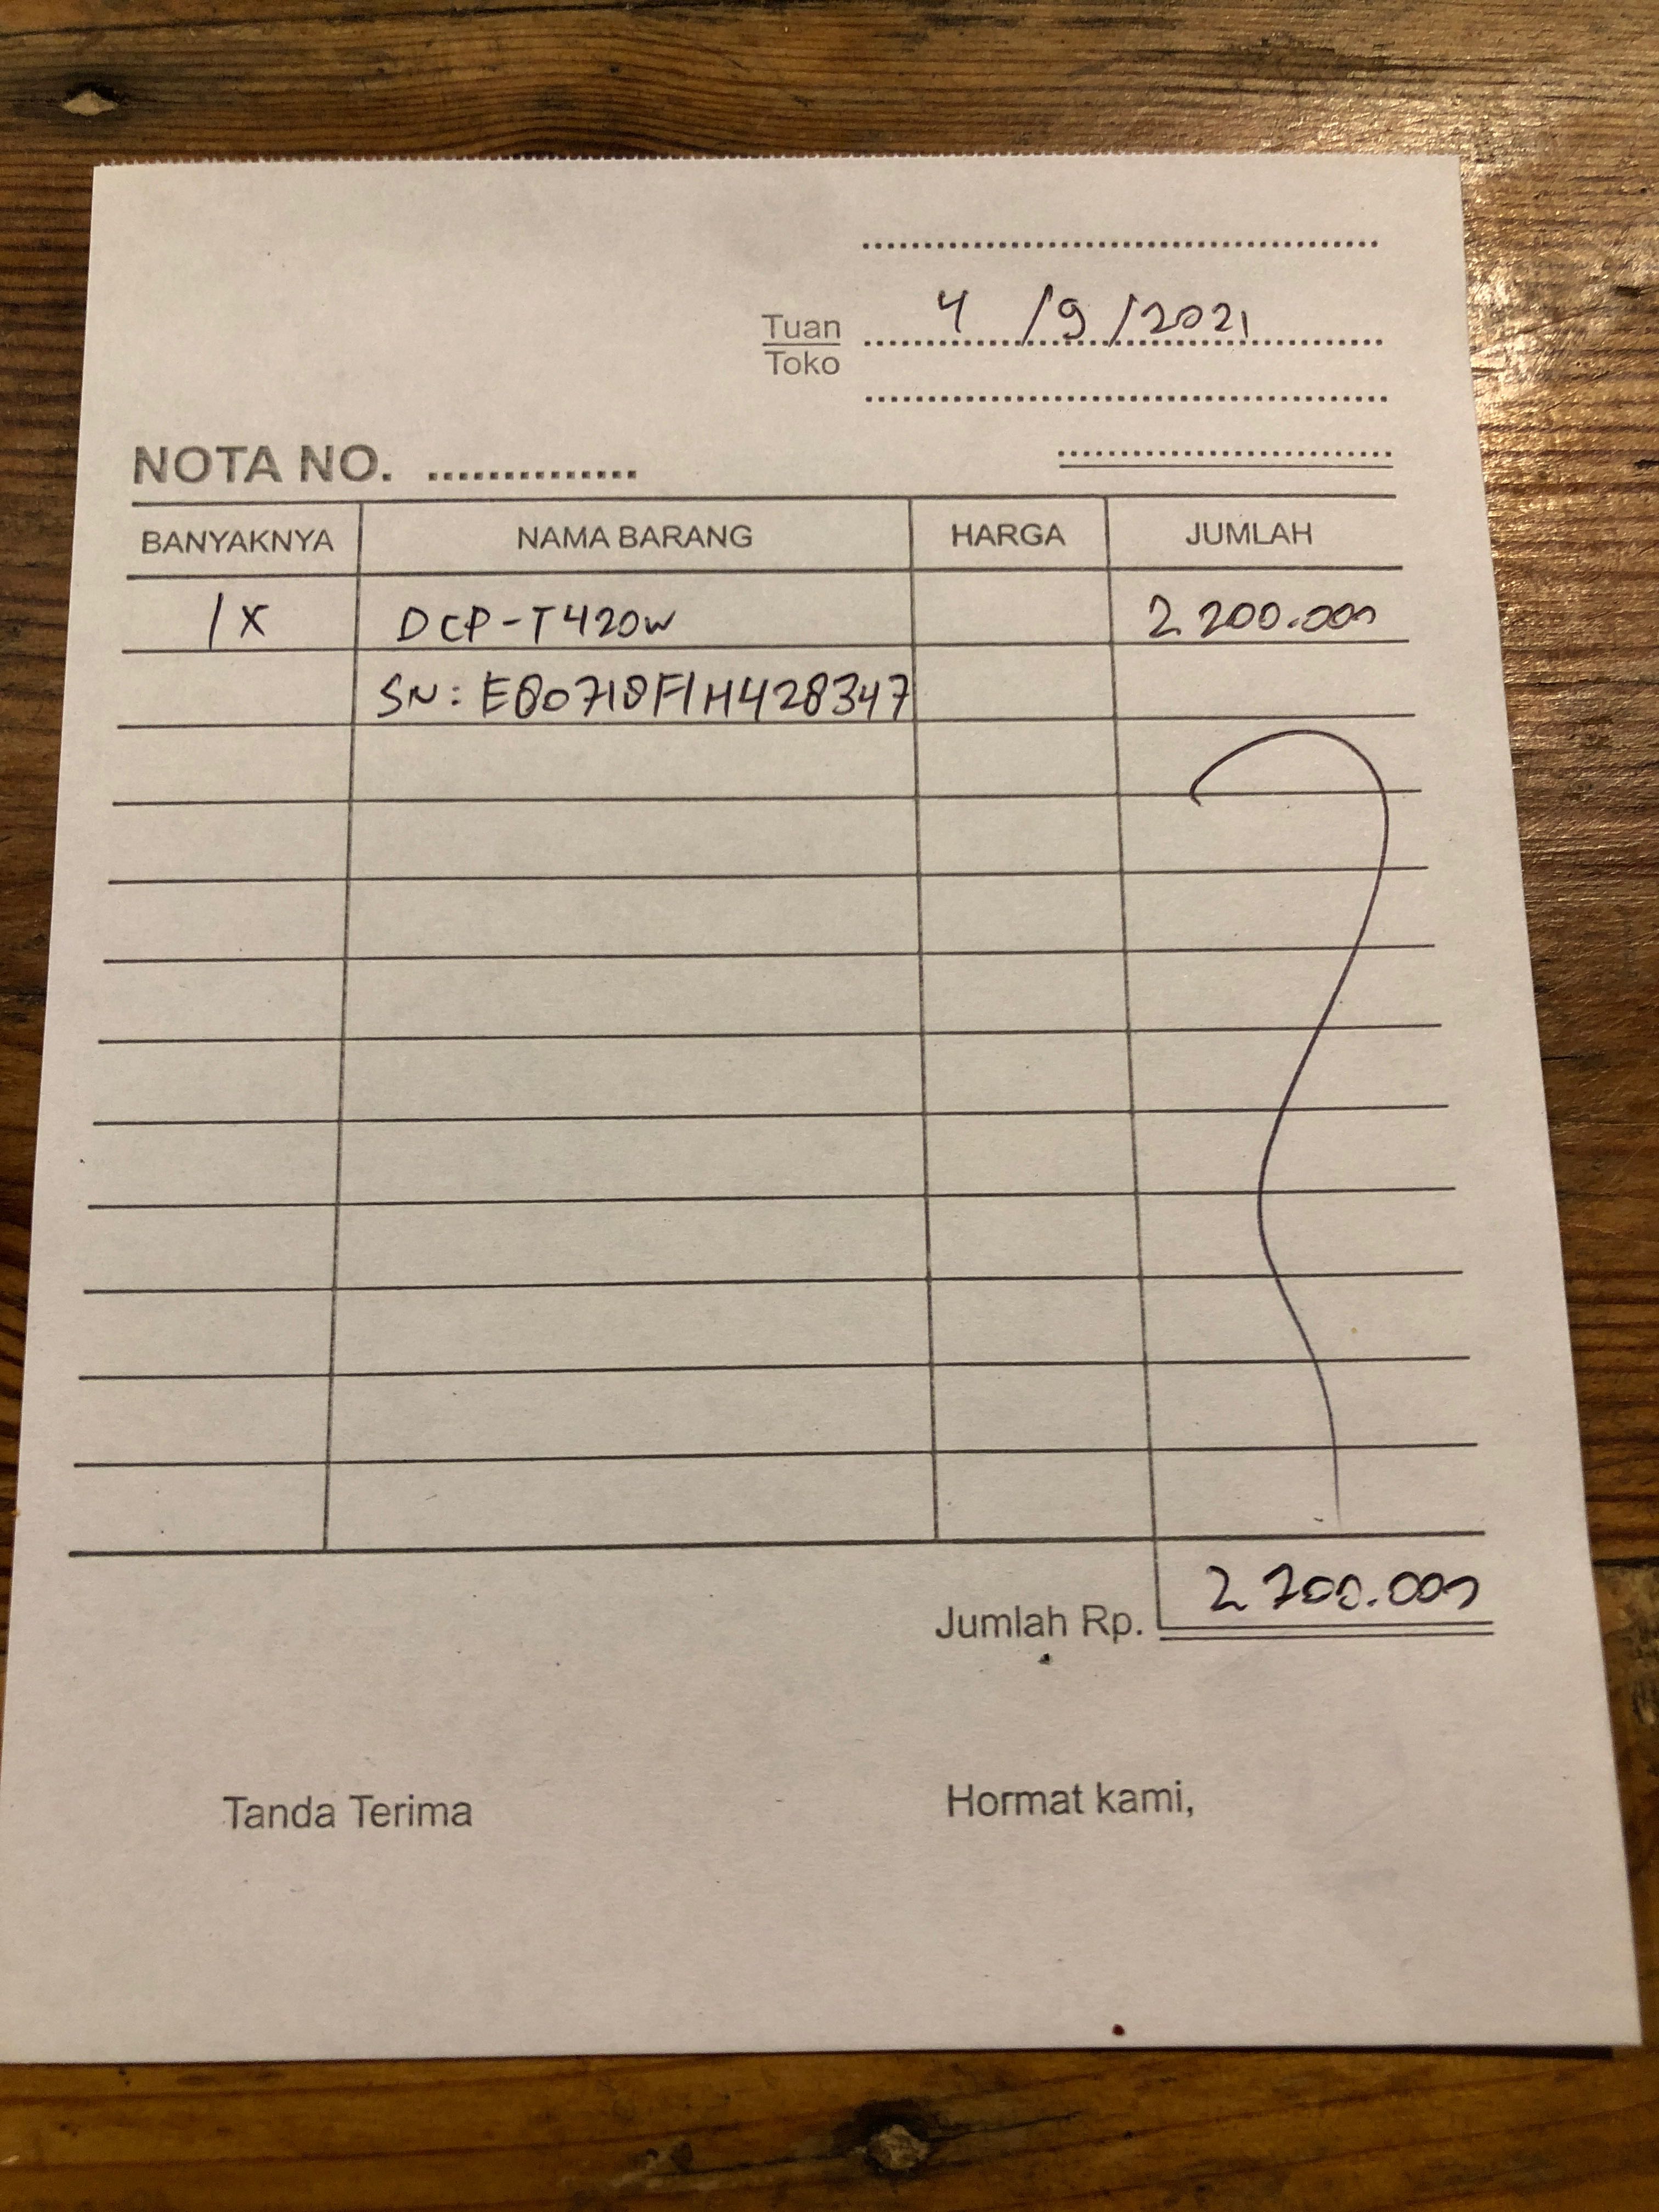 4 /9 /2021
Tuan
Toko
NOTA NO. ..............
BANYAKNYA NAMA BARANG HARGA JUMLAH
1X DCP-T420W 2 200.000
SN: E80718F1H428347
Jumlah Rp. 2 200.000
Tanda Terima Hormat kami,